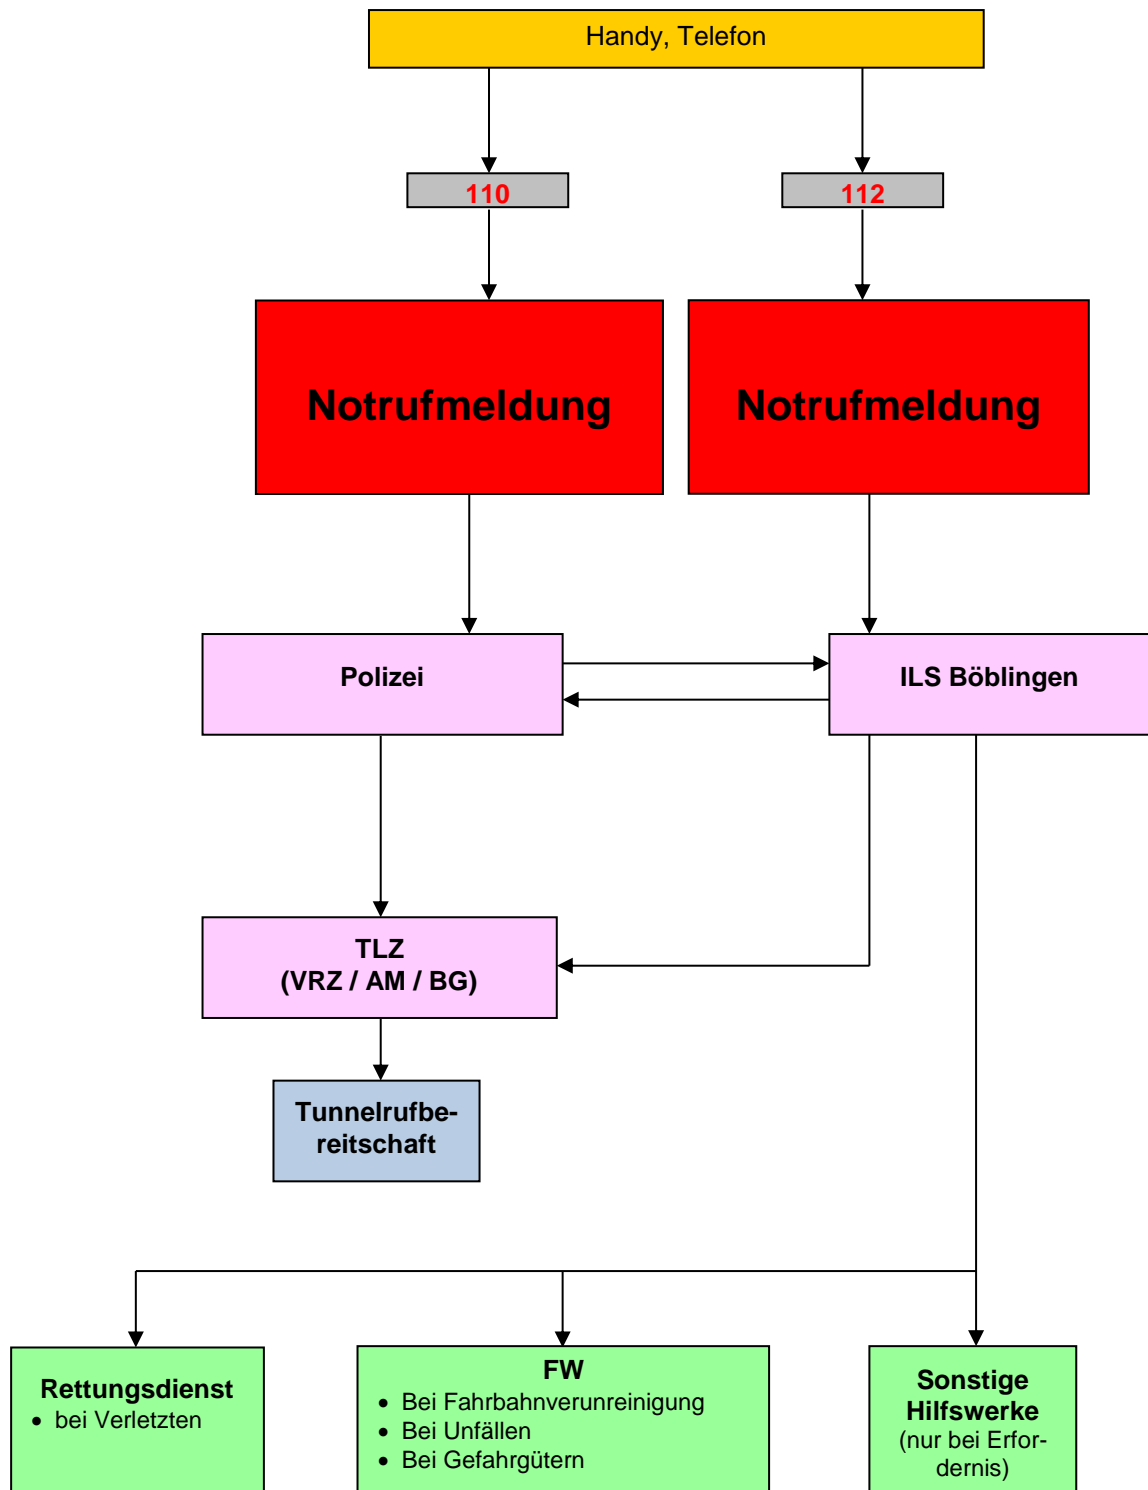 Handy, Telefon
110
112
Notrufmeldung
Notrufmeldung
Polizei
ILS Böblingen
TLZ
(VRZ / AM / BG)
Tunnelrufbe-
reitschaft
Rettungsdienst
• bei Verletzten
FW
• Bei Fahrbahnverunreinigung
• Bei Unfällen
• Bei Gefahrgütern
Sonstige
Hilfswerke
(nur bei Erfor-
dernis)